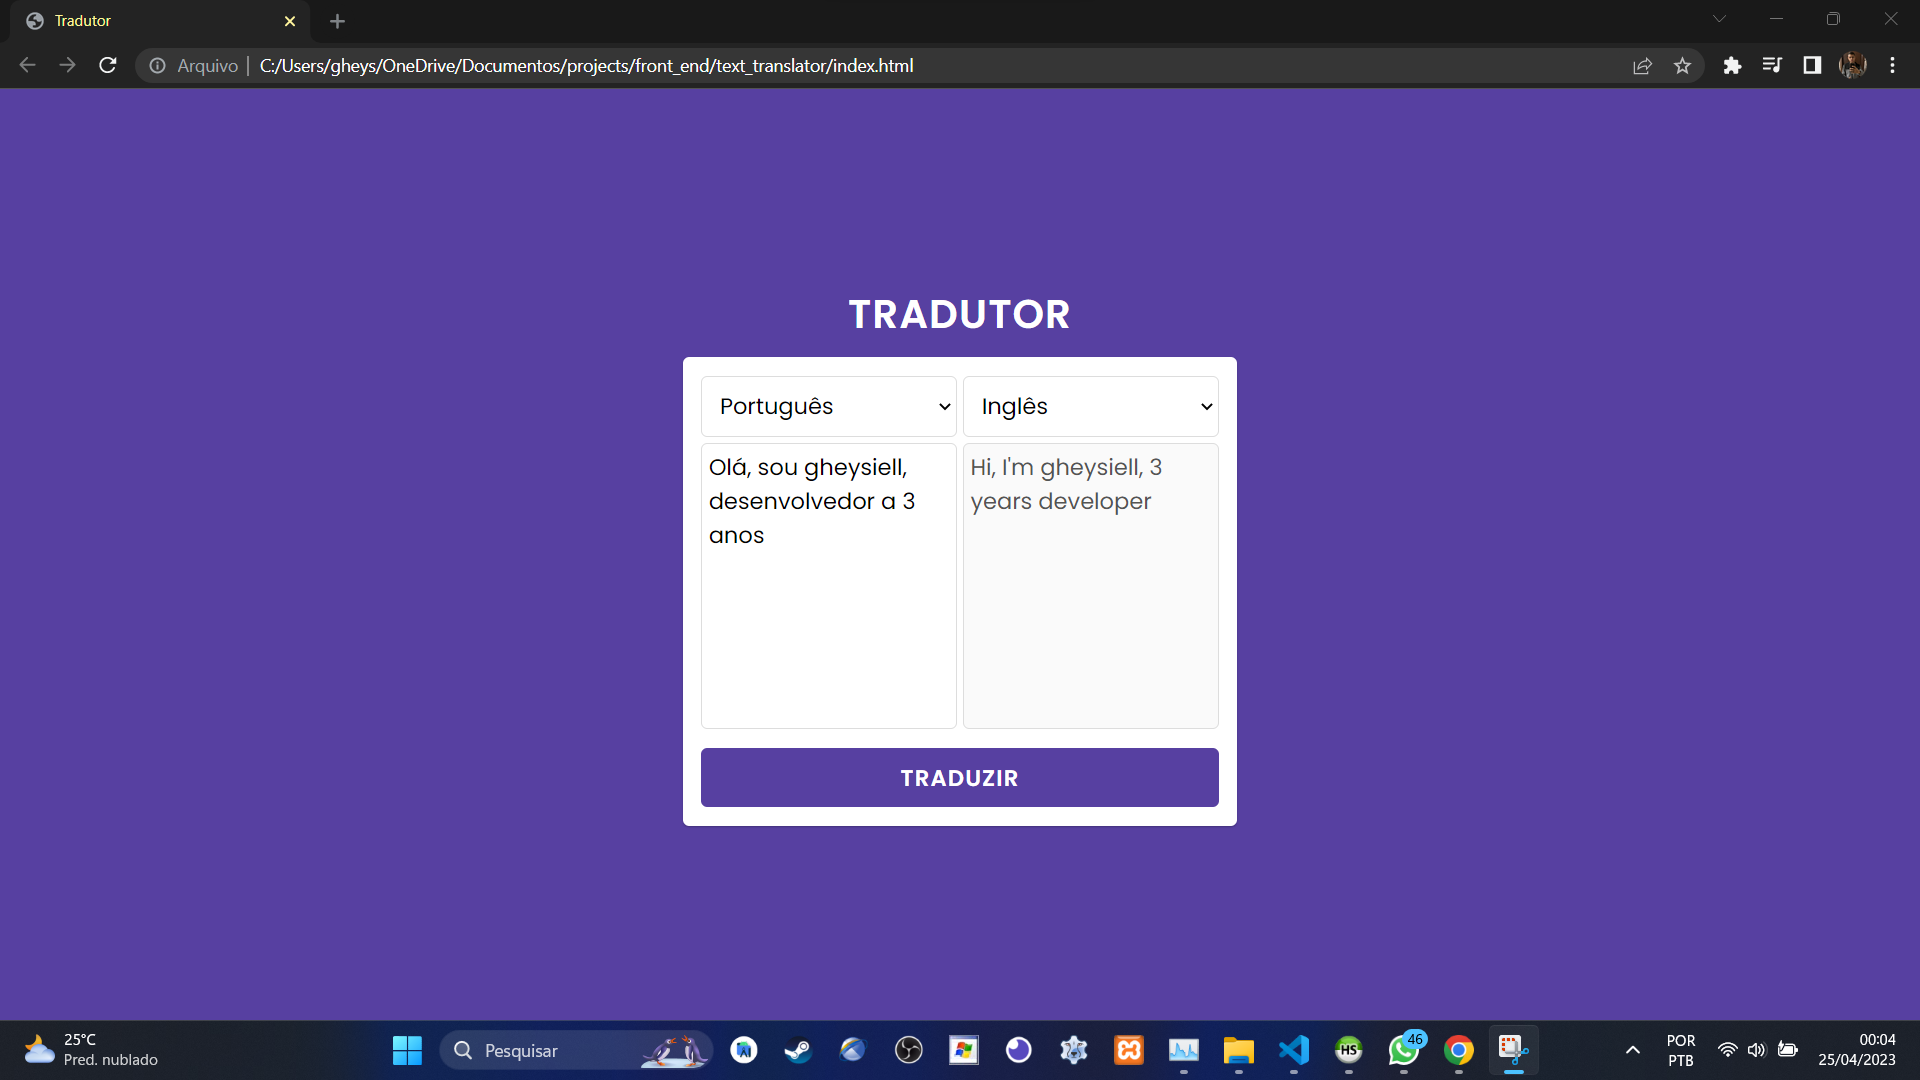 Tradutor
Arquivo | C:/Users/gheys/OneDrive/Documentos/projects/front_end/text_translator/index.html
TRADUTOR
Português
Inglês
Olá, sou gheysiell,
desenvolvedor a 3
anos
Hi, I'm gheysiell, 3
years developer
TRADUZIR
25°C
Pred. nublado
Pesquisar
HS
46
POR
PTB
00:04
25/04/2023